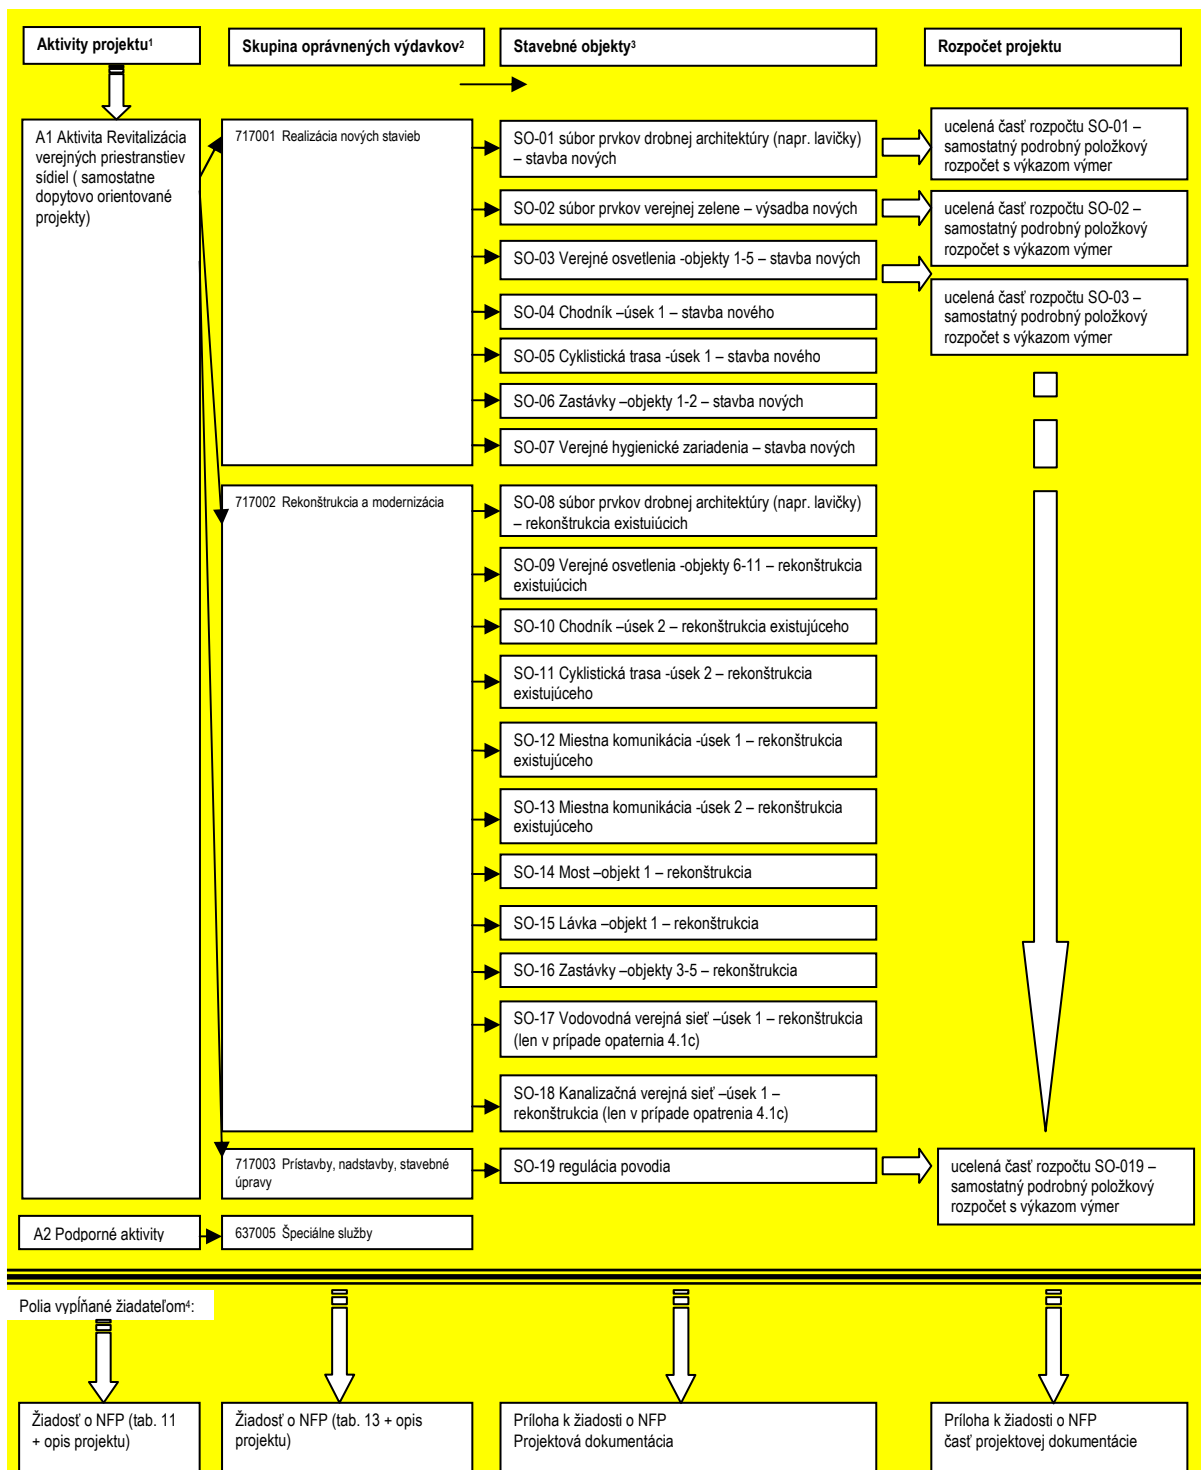 Aktivity projektu¹
Skupina oprávnených výdavkov²
Stavebné objekty³
Rozpočet projektu
A1 Aktivita Revitalizácia
verejných priestranstiev
sídiel ( samostatne
dopytovo orientované
projekty)
717001 Realizácia nových stavieb
SO-01 súbor prvkov drobnej architektúry (napr. lavičky)
– stavba nových
SO-02 súbor prvkov verejnej zelene – výsadba nových
SO-03 Verejné osvetlenia -objekty 1-5 – stavba nových
SO-04 Chodník –úsek 1 – stavba nového
SO-05 Cyklistická trasa -úsek 1 – stavba nového
SO-06 Zastávky –objekty 1-2 – stavba nových
SO-07 Verejné hygienické zariadenia – stavba nových
ucelená časť rozpočtu SO-01 –
samostatný podrobný položkový
rozpočet s výkazom výmer
ucelená časť rozpočtu SO-02 –
samostatný podrobný položkový
rozpočet s výkazom výmer
ucelená časť rozpočtu SO-03 –
samostatný podrobný položkový
rozpočet s výkazom výmer
717002 Rekonštrukcia a modernizácia
SO-08 súbor prvkov drobnej architektúry (napr. lavičky)
– rekonštrukcia existujúcich
SO-09 Verejné osvetlenia -objekty 6-11 – rekonštrukcia
existujúcich
SO-10 Chodník –úsek 2 – rekonštrukcia existujúceho
SO-11 Cyklistická trasa -úsek 2 – rekonštrukcia
existujúceho
SO-12 Miestna komunikácia -úsek 1 – rekonštrukcia
existujúceho
SO-13 Miestna komunikácia -úsek 2 – rekonštrukcia
existujúceho
SO-14 Most –objekt 1 – rekonštrukcia
SO-15 Lávka –objekt 1 – rekonštrukcia
SO-16 Zastávky –objekty 3-5 – rekonštrukcia
SO-17 Vodovodná verejná sieť –úsek 1 – rekonštrukcia
(len v prípade opaternia 4.1c)
SO-18 Kanalizačná verejná sieť –úsek 1 –
rekonštrukcia (len v prípade opatrenia 4.1c)
717003 Prístavby, nadstavby, stavebné
úpravy
SO-19 regulácia povodia
ucelená časť rozpočtu SO-019 –
samostatný podrobný položkový
rozpočet s výkazom výmer
A2 Podporné aktivity
637005 Špeciálne služby
Polia vypĺňané žiadateľom⁴:
Žiadosť o NFP (tab. 11
+ opis projektu)
Žiadosť o NFP (tab. 13 + opis
projektu)
Príloha k žiadosti o NFP
Projektová dokumentácia
Príloha k žiadosti o NFP
časť projektovej dokumentácie